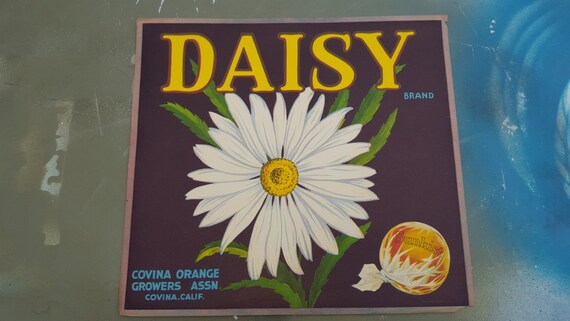 DAISY
BRAND
COVINA ORANGE
GROWERS ASSN.
COVINA.CALIF.